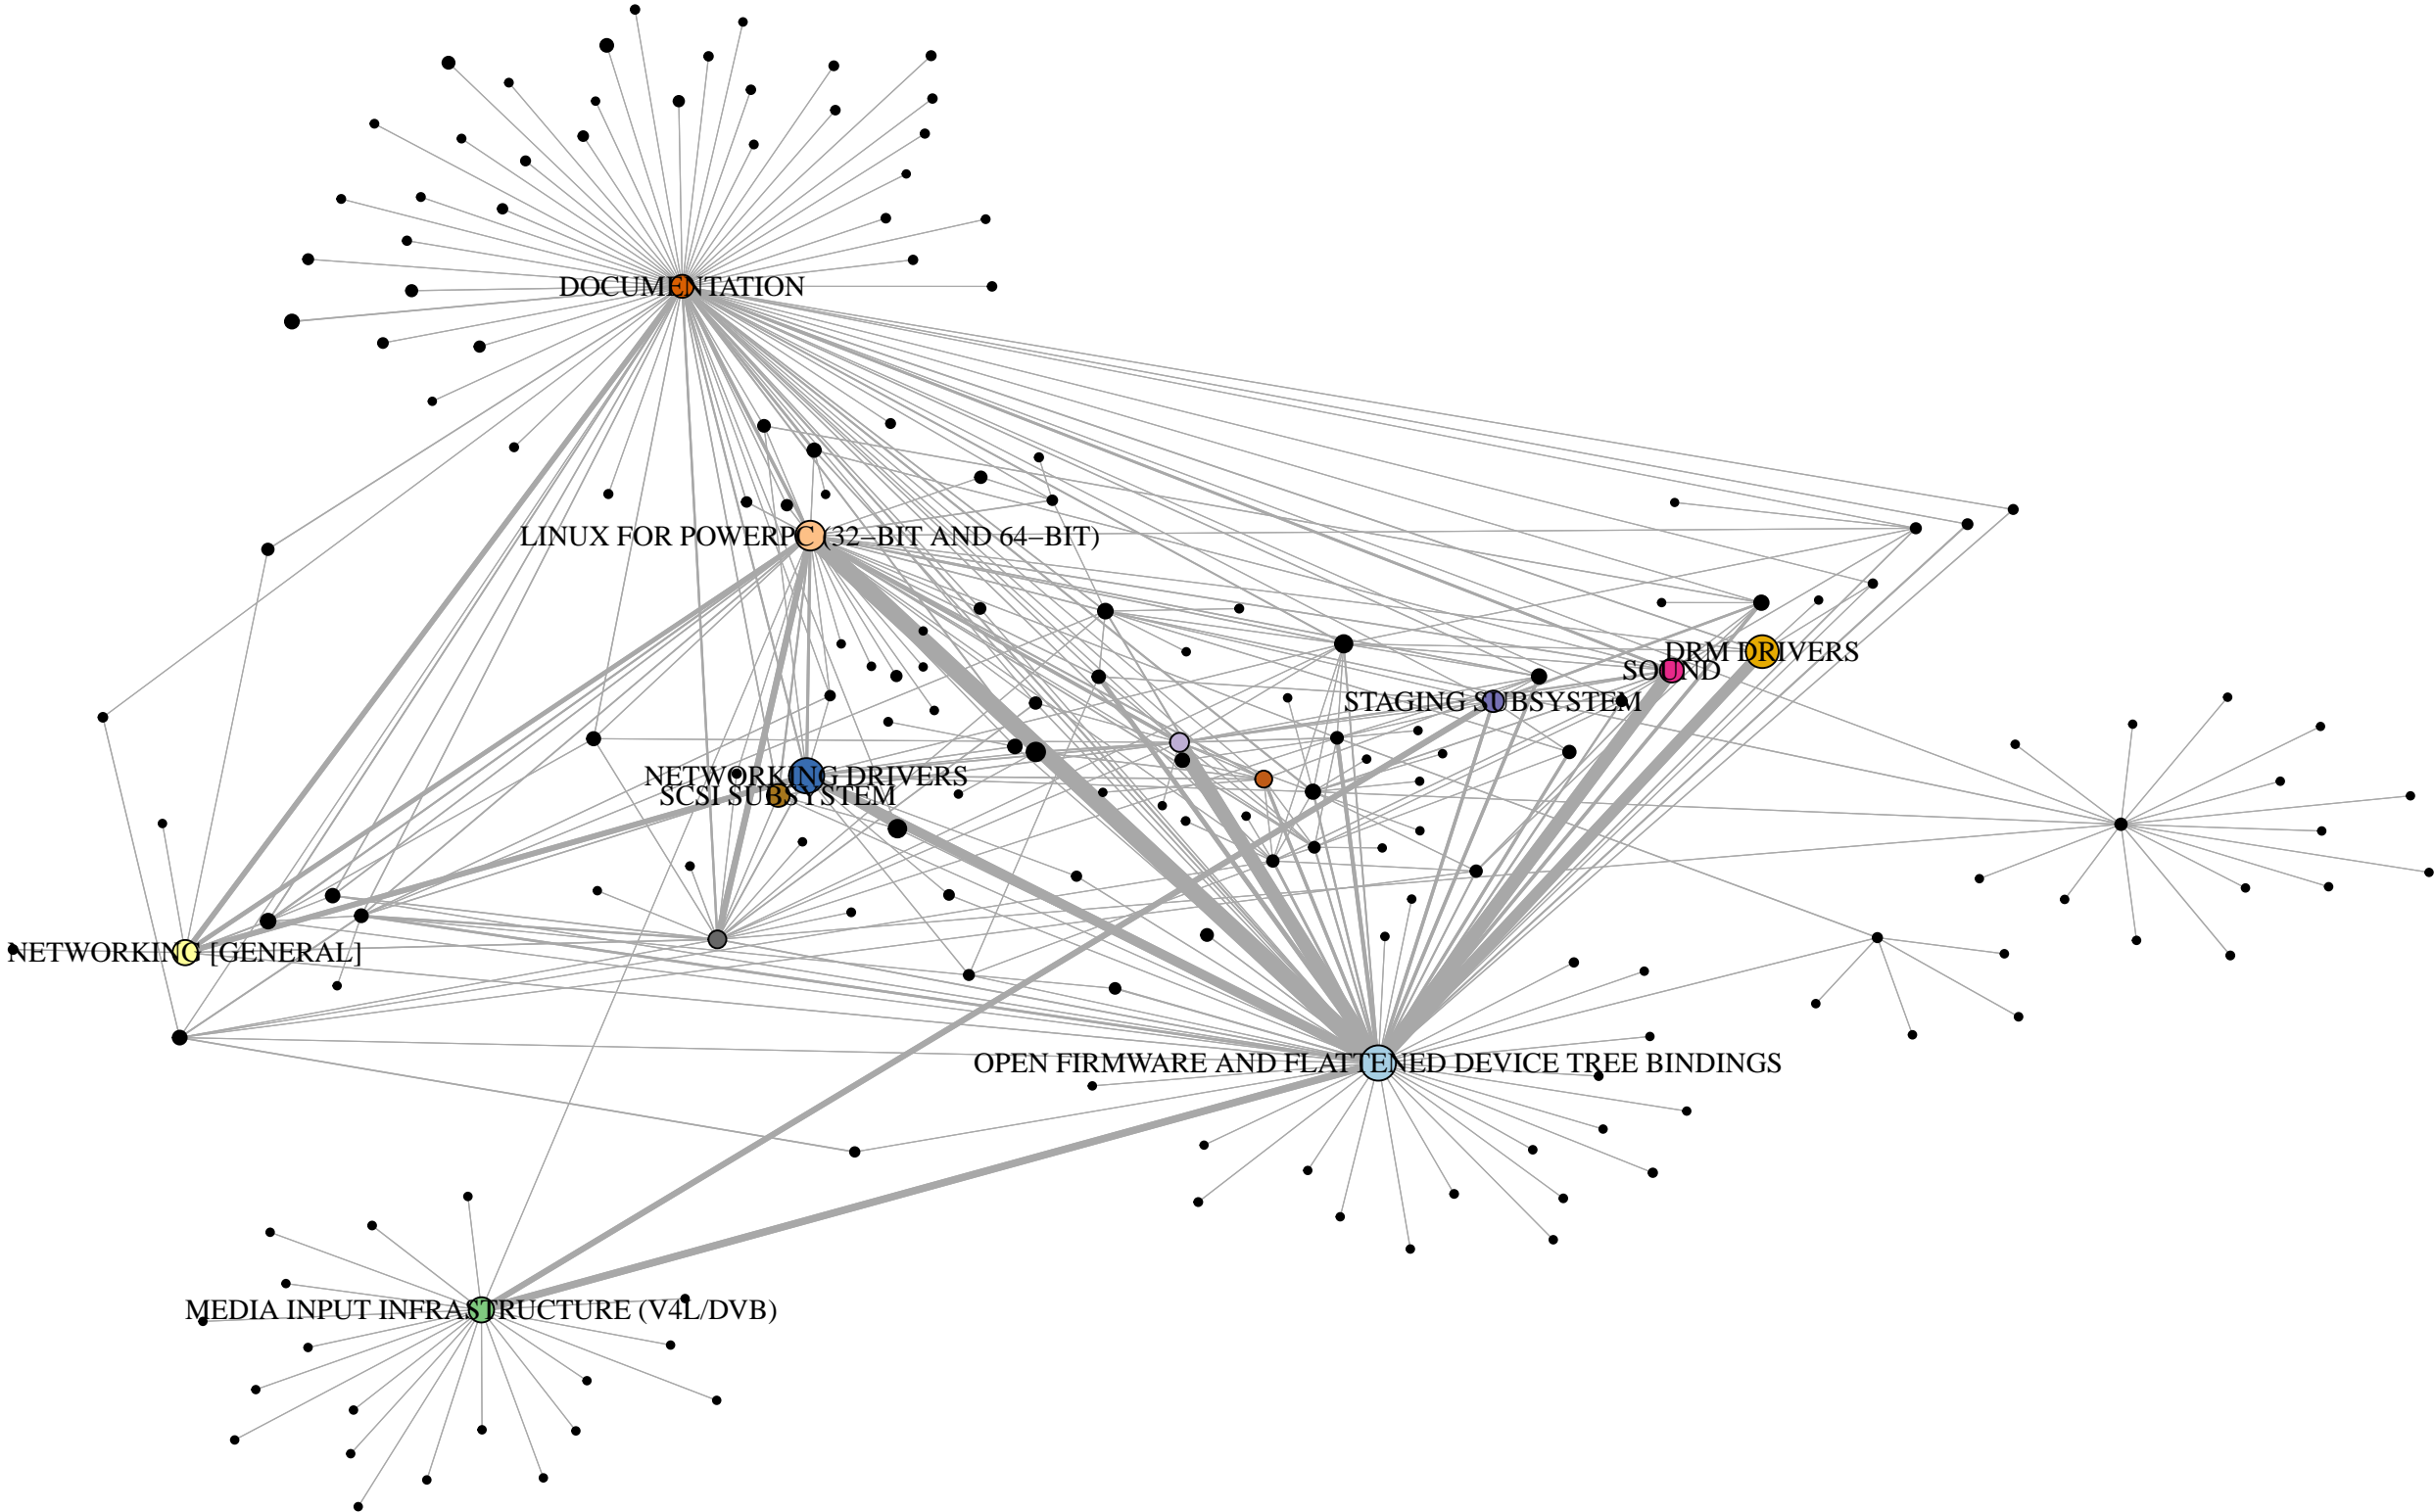 DOCUMENTATION
LINUX FOR POWERPC (32−BIT AND 64−BIT)
DRM DRIVERS
SOUND
STAGING SUBSYSTEM
NETWORKING DRIVERS
SCSI SUBSYSTEM
NETWORKING [GENERAL]
OPEN FIRMWARE AND FLATTENED DEVICE TREE BINDINGS
MEDIA INPUT INFRASTRUCTURE (V4L/DVB)